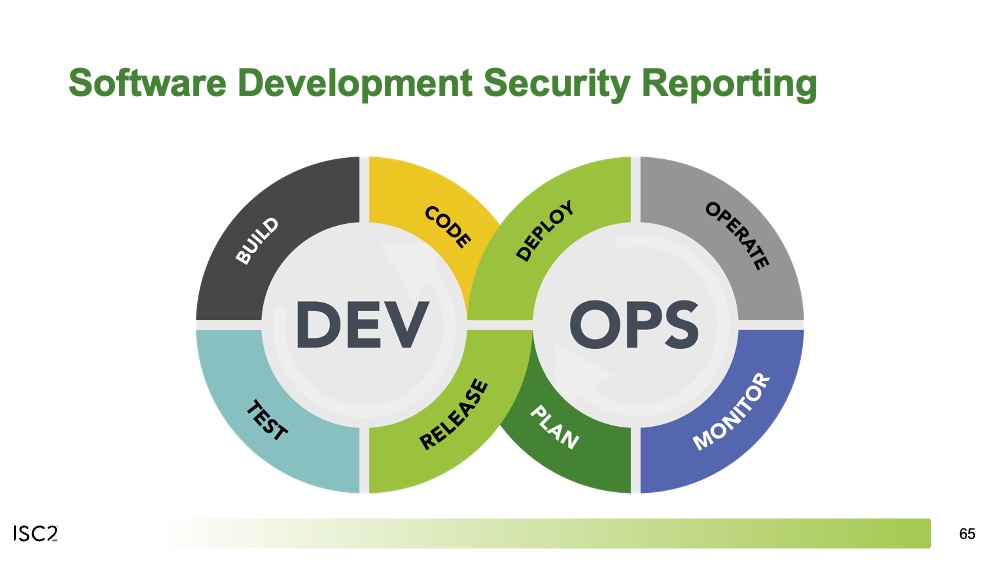 Software Development Security Reporting
BUILD
CODE
DEPLOY
OPERATE
DEV
OPS
TEST
RELEASE
PLAN
MONITOR
ISC2
65